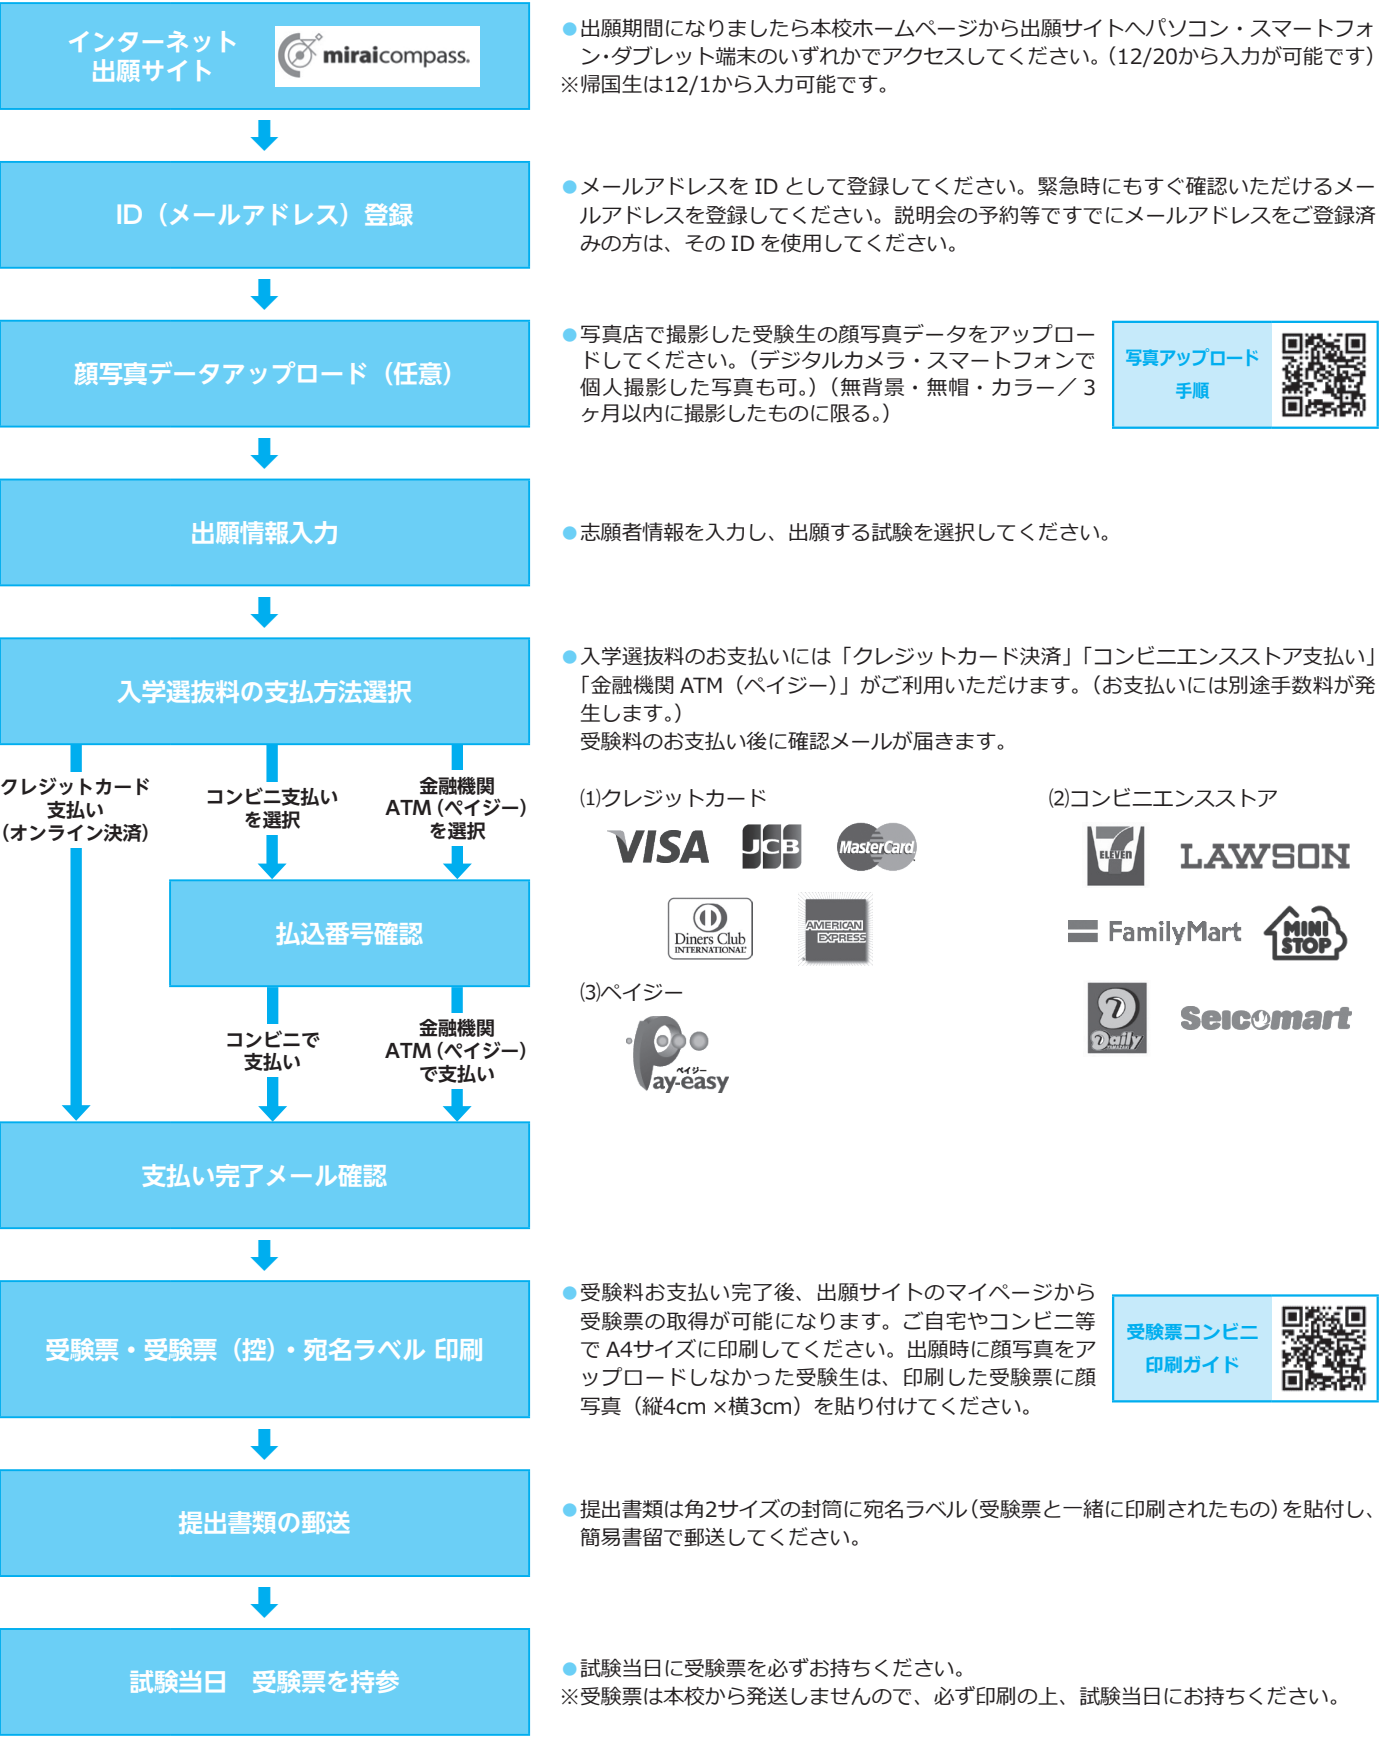 インターネット
出願サイト
miraicompass.
●出願期間になりましたら本校ホームページから出願サイトへパソコン・スマートフォ
ン・ダブレット端末のいずれかでアクセスしてください。（12/20から入力が可能です）
※帰国生は12/1から入力可能です。
ID（メールアドレス）登録
●メールアドレスを ID として登録してください。緊急時にもすぐ確認いただけるメー
ルアドレスを登録してください。説明会の予約等ですでにメールアドレスをご登録済
みの方は、その ID を使用してください。
顔写真データアップロード（任意）
●写真店で撮影した受験生の顔写真データをアップロー
ドしてください。（デジタルカメラ・スマートフォンで
個人撮影した写真も可。）（無背景・無帽・カラー／ 3
ヶ月以内に撮影したものに限る。）
写真アップロード
手順
出願情報入力
●志願者情報を入力し、出願する試験を選択してください。
入学選抜料の支払方法選択
●入学選抜料のお支払いには「クレジットカード決済」「コンビニエンスストア支払い」
「金融機関 ATM（ペイジー）」がご利用いただけます。（お支払いには別途手数料が発
生します。）
受験料のお支払い後に確認メールが届きます。
クレジットカード
支払い
（オンライン決済）
コンビニ支払い
を選択
金融機関
ATM（ペイジー）
を選択
払込番号確認
コンビニで
支払い
金融機関
ATM（ペイジー）
で支払い
⑴クレジットカード
VISA
JCB
MasterCard
Diners Club
INTERNATIONAL
AMERICAN
EXPRESS
⑵コンビニエンスストア
7
ELEVEN
LAWSON
FamilyMart
MINI
STOP
D
Daily
YAMAZAKI
Seicomart
⑶ペイジー
ペイジー
Pay-easy
支払い完了メール確認
受験票・受験票（控）・宛名ラベル 印刷
●受験料お支払い完了後、出願サイトのマイページから
受験票の取得が可能になります。ご自宅やコンビニ等
で A4サイズに印刷してください。出願時に顔写真をア
ップロードしなかった受験生は、印刷した受験票に顔
写真（縦4cm ×横3cm）を貼り付けてください。
受験票コンビニ
印刷ガイド
提出書類の郵送
●提出書類は角2サイズの封筒に宛名ラベル（受験票と一緒に印刷されたもの）を貼付し、
簡易書留で郵送してください。
試験当日　受験票を持参
●試験当日に受験票を必ずお持ちください。
※受験票は本校から発送しませんので、必ず印刷の上、試験当日にお持ちください。